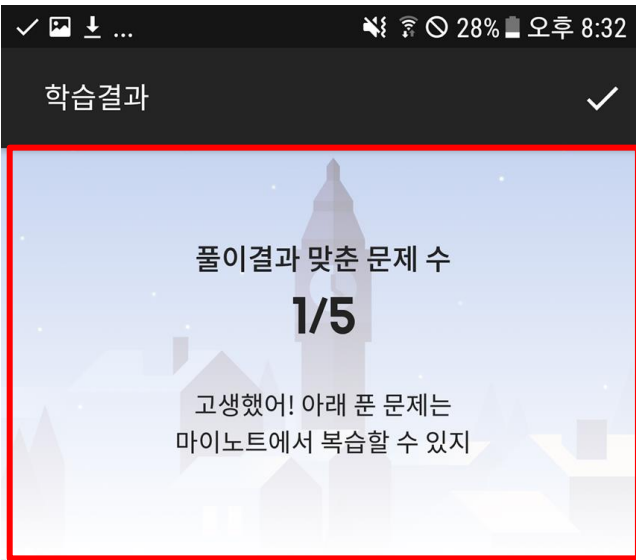 28% 오후 8:32
학습결과
풀이결과 맞춘 문제 수
1/5
고생했어! 아래 푼 문제는
마이노트에서 복습할 수 있지